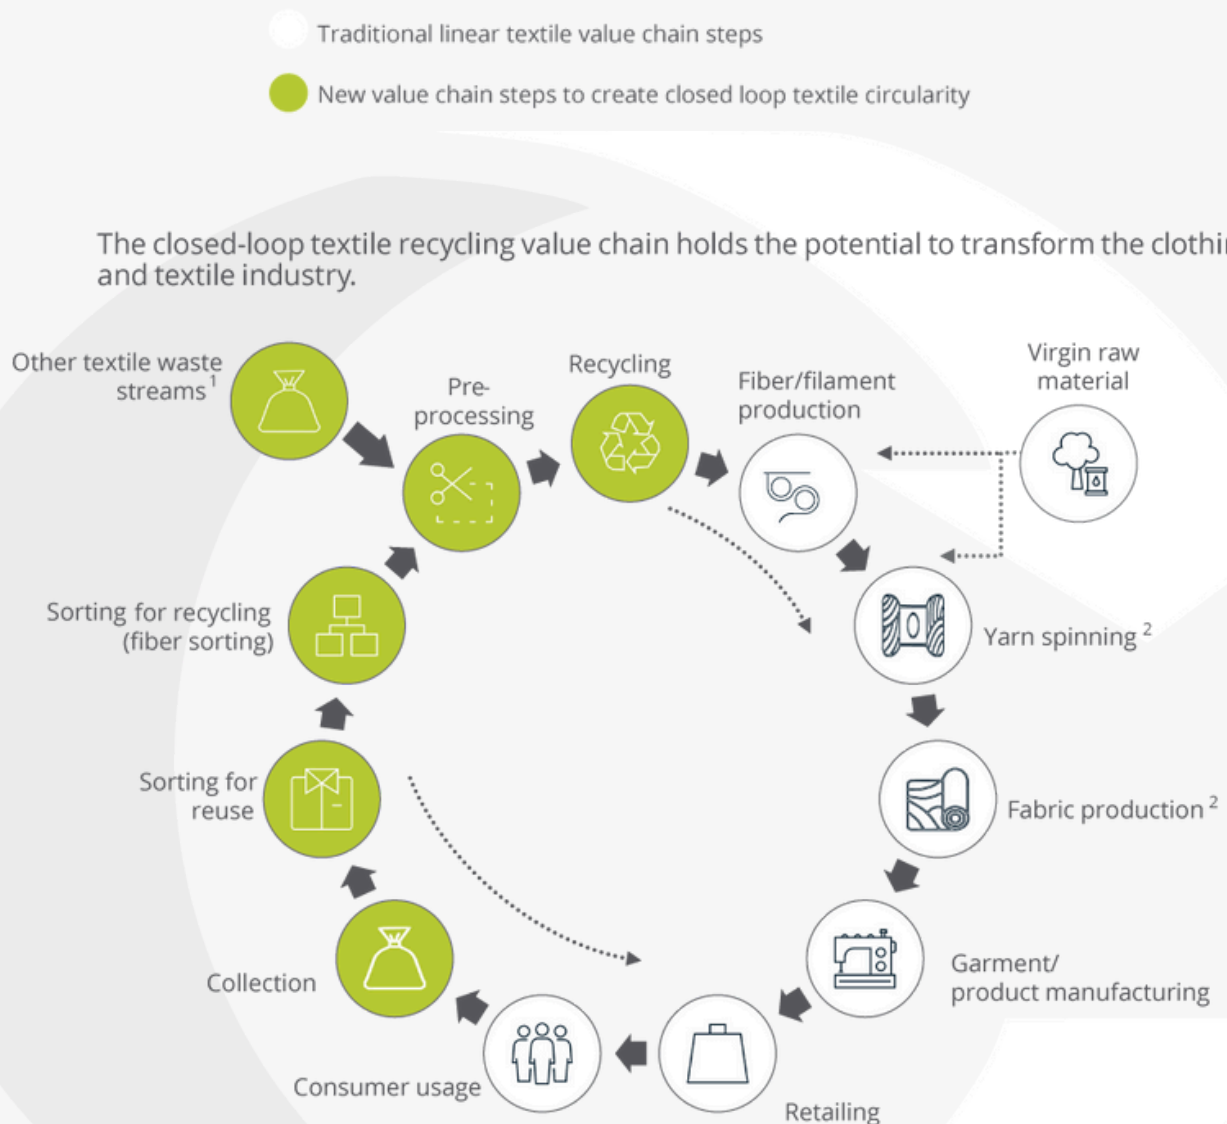 Traditional linear textile value chain steps
New value chain steps to create closed loop textile circularity
The closed-loop textile recycling value chain holds the potential to transform the
and textile industry.
Other textile waste
streams 1
Pre-
processing
Recycling
Fiber/filament
production
Virgin raw
material
Sorting for recycling
(fiber sorting)
Yarn spinning 2
Sorting for
reuse
Fabric production 2
Collection
Garment/
product manufacturing
Consumer usage
Retailing